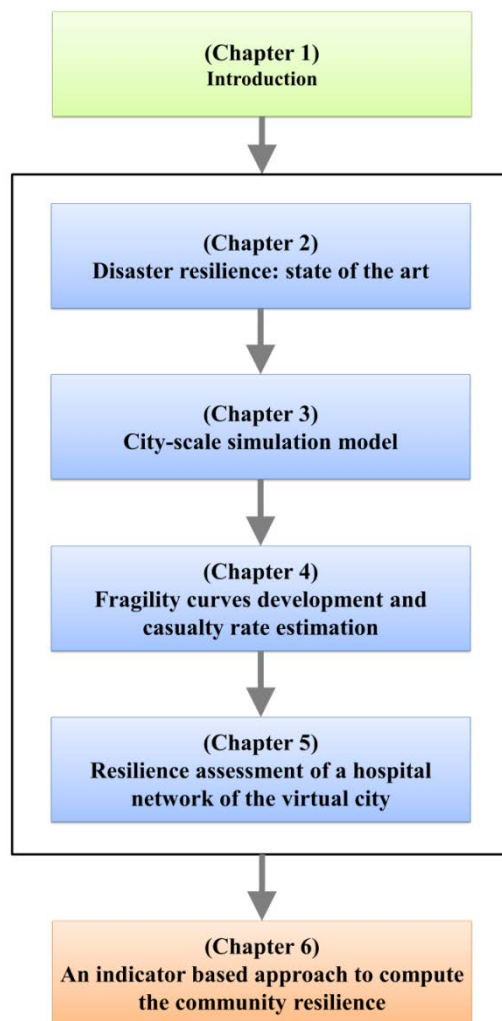 (Chapter 1)
Introduction
(Chapter 2)
Disaster resilience: state of the art
(Chapter 3)
City-scale simulation model
(Chapter 4)
Fragility curves development and
casualty rate estimation
(Chapter 5)
Resilience assessment of a hospital
network of the virtual city
(Chapter 6)
An indicator based approach to compute
the community resilience